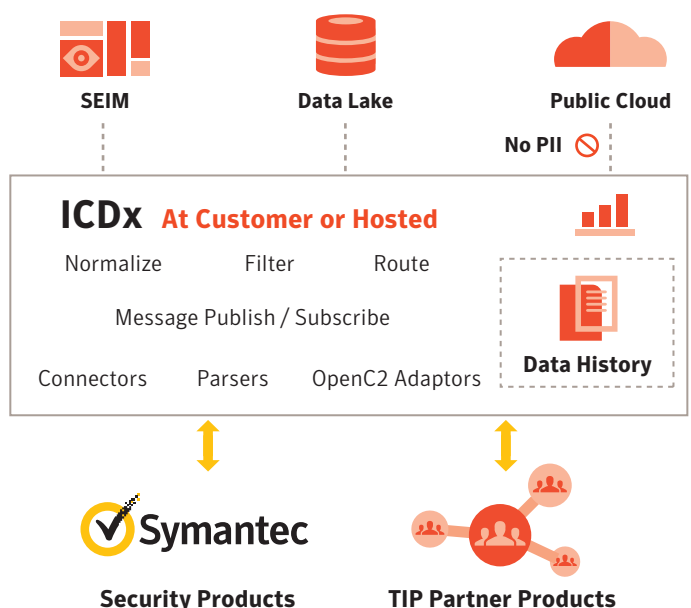 SEIM
Data Lake
Public Cloud
No PII
ICDx At Customer or Hosted
Normalize Filter Route
Message Publish / Subscribe
Connectors Parsers OpenC2 Adaptors
Data History
Symantec
Security Products
TIP Partner Products